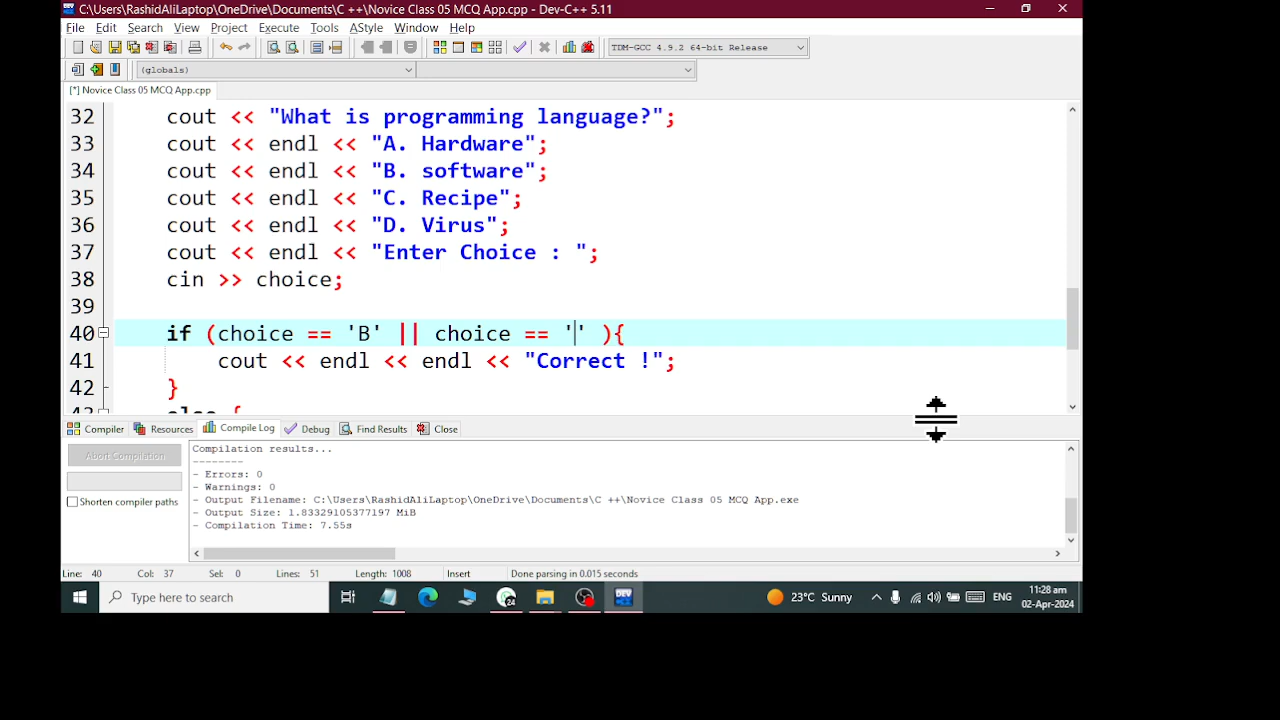 C:\Users\RashidAliLaptop\OneDrive\Documents\C ++\Novice Class 05 MCQ App.cpp - Dev-C++ 5.11
File Edit Search View Project Execute Tools AStyle Window Help
TDM-GCC 4.9.2 64-bit Release
(globals)
[*] Novice Class 05 MCQ App.cpp
32 cout << "What is programming language?";
33 cout << endl << "A. Hardware";
34 cout << endl << "B. software";
35 cout << endl << "C. Recipe";
36 cout << endl << "D. Virus";
37 cout << endl << "Enter Choice : ";
38 cin >> choice;
39
40 if (choice == 'B' || choice == '' ){
41 cout << endl << endl << "Correct !";
42 }
43 else {
Compiler Resources Compile Log Debug Find Results Close
Abort Compilation
Shorten compiler paths
Compilation results...
--------
- Errors: 0
- Warnings: 0
- Output Filename: C:\Users\RashidAliLaptop\OneDrive\Documents\C ++\Novice Class 05 MCQ App.exe
- Output Size: 1.83329105377197 MiB
- Compilation Time: 7.55s
Line: 40 Col: 37 Sel: 0 Lines: 51 Length: 1008 Insert Done parsing in 0.015 seconds
Type here to search
DEV
24
23°C Sunny
ENG
11:28 am
02-Apr-2024